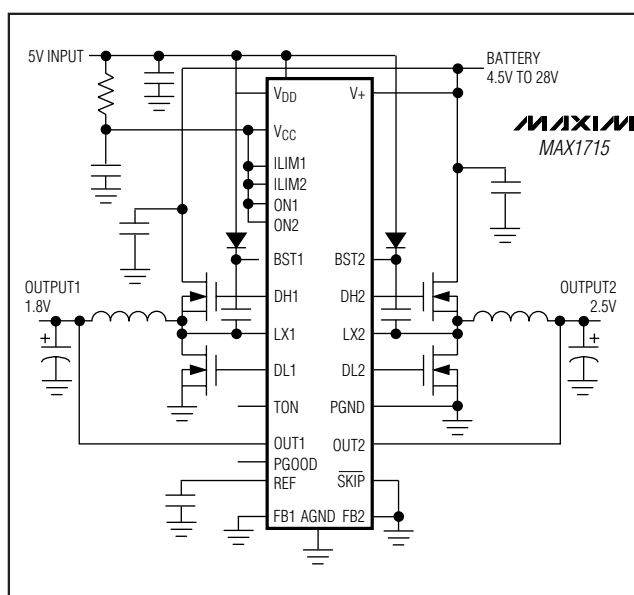 5V INPUT
BATTERY
4.5V TO 28V
VDD
V+
MAXIM
MAX1715
VCC
ILIM1
ILIM2
ON1
ON2
BST1
BST2
OUTPUT1
1.8V
DH1
DH2
OUTPUT2
2.5V
LX1
LX2
+
+
DL1
DL2
TON
PGND
OUT1
OUT2
PGOOD
REF
SKIP
FB1
AGND
FB2